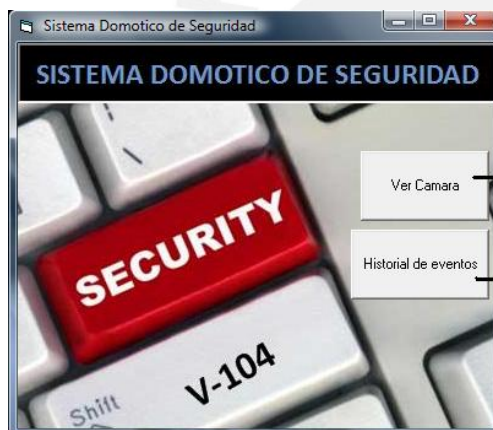 Sistema Domotico de Seguridad
SISTEMA DOMOTICO DE SEGURIDAD
Ver Camara
SECURITY
Historial de eventos
V-104
Shift